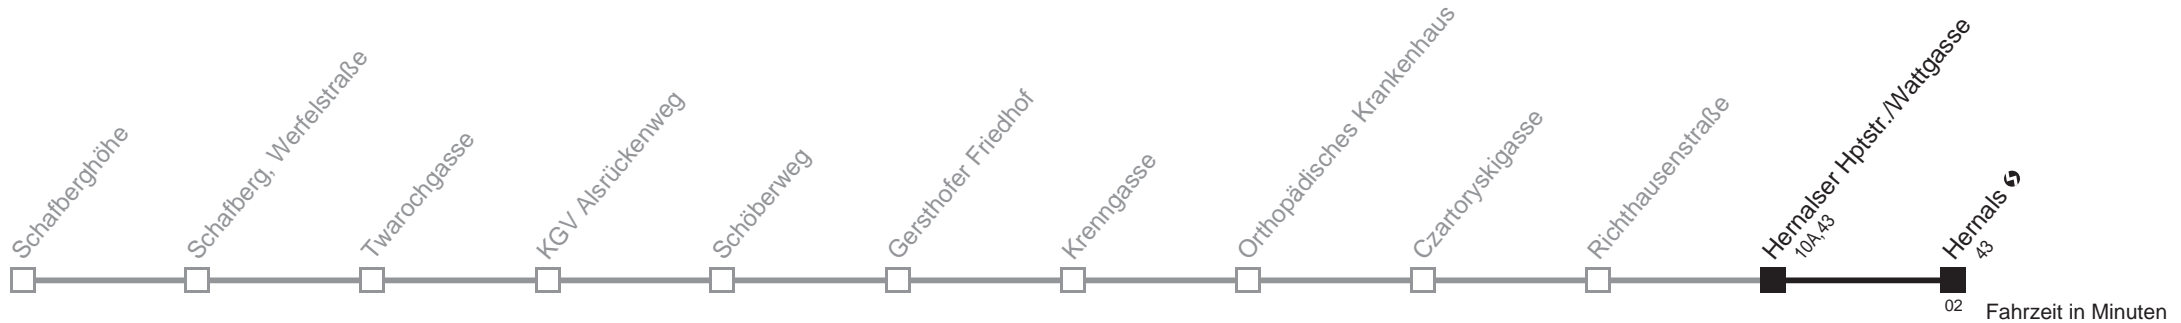 Schafberghöhe
Schafberg, Werfelstraße
Twarochgasse
KGV Alsrückenweg
Schöberweg
Gersthofer Friedhof
Krenngasse
Orthopädisches Krankenhaus
Czartoryskigasse
Richthausenstraße
Hernalser Hptstr./Wattgasse
10A,43
Hernals
43
02
Fahrzeit in Minuten